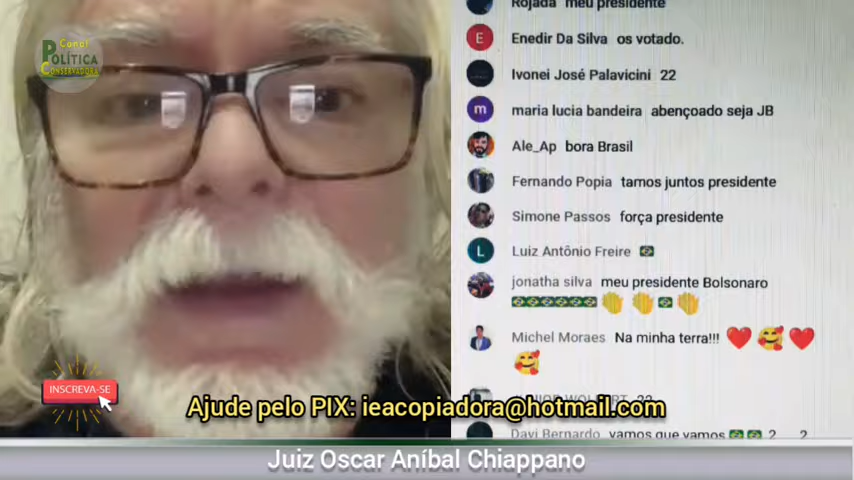 Canal
POLÍTICA
CONSERVADORA
Rojada meu presidente
E
Enedir Da Silva os votado.
Ivonei José Palavicini 22
m
maria lucia bandeira abençoado seja JB
Ale_Ap bora Brasil
Fernando Popia tamos juntos presidente
Simone Passos força presidente
L
Luiz Antônio Freire
jonatha silva meu presidente Bolsonaro
Michel Moraes Na minha terra!!!
Davi Bernardo vamos que vamos 2 2
INSCREVA-SE
Ajude pelo PIX: ieacopiadora@hotmail.com
Juiz Oscar Aníbal Chiappano